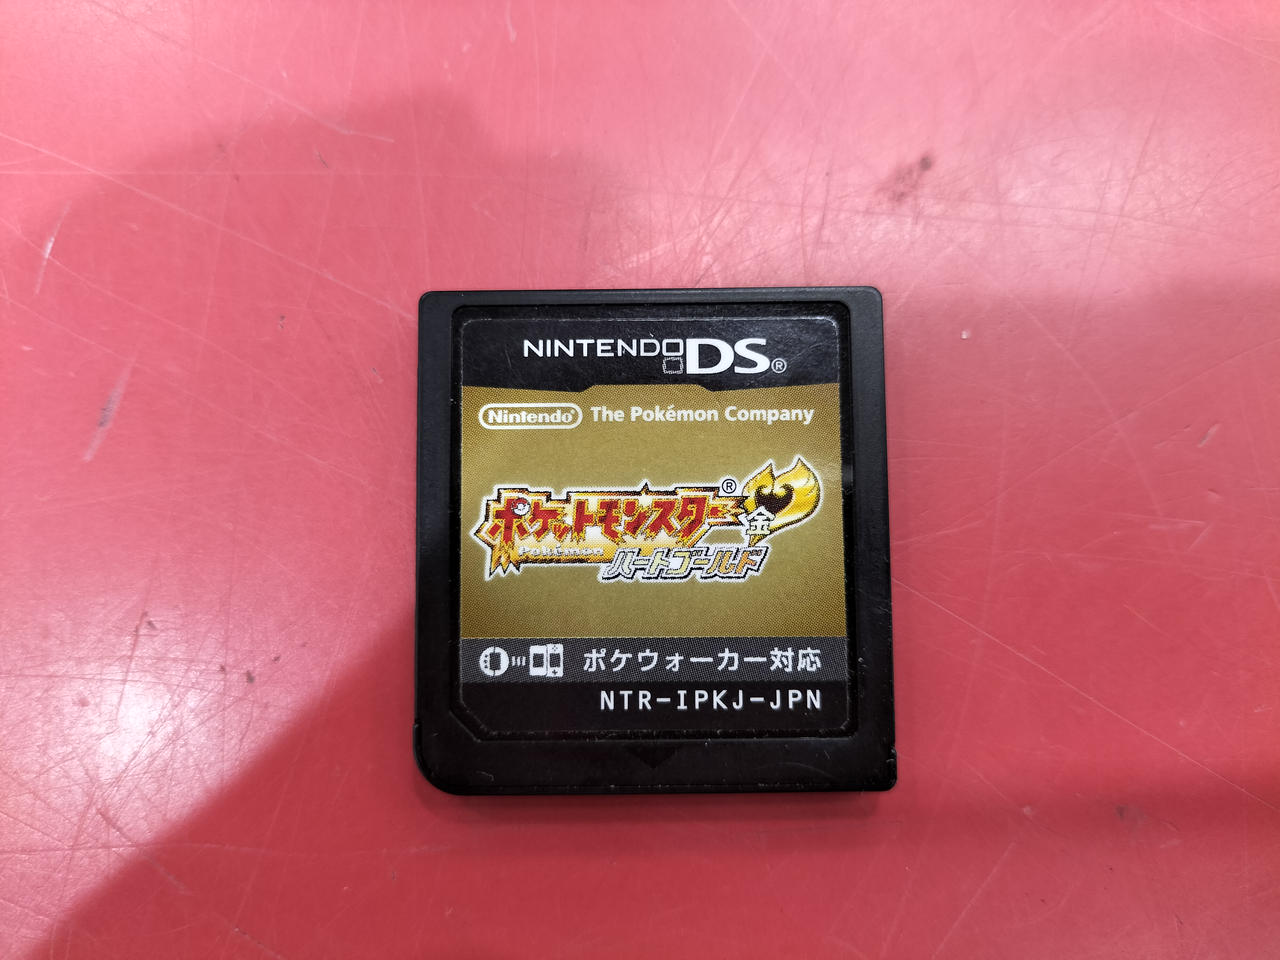 NINTENDO DS®
Nintendo® The Pokémon Company
ポケットモンスター®
Pokémon
金
ハートゴールド
ポケウォーカー対応
NTR-IPKJ-JPN